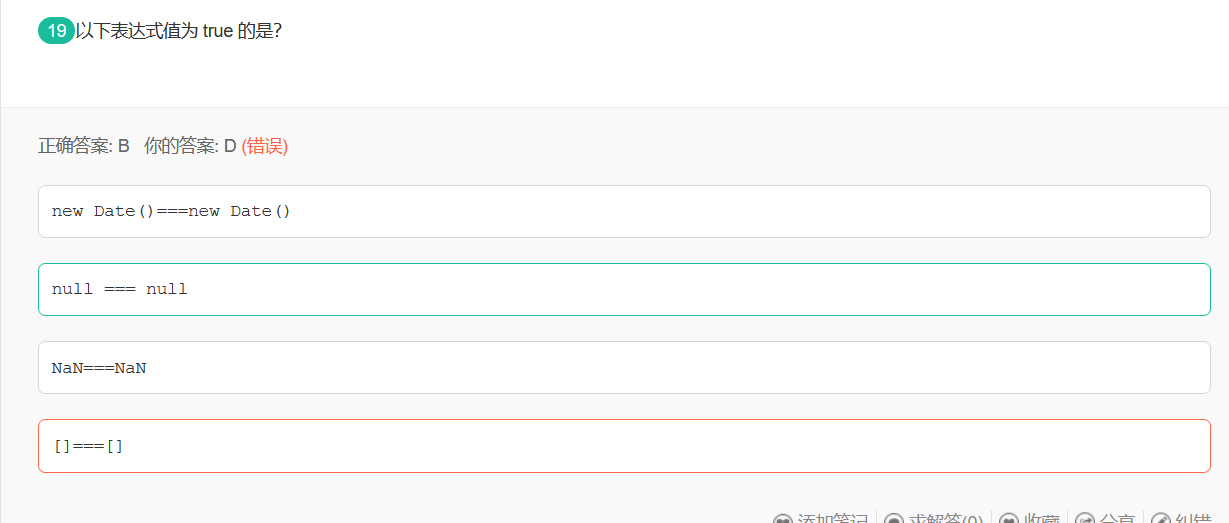 19以下表达式值为 true 的是?
正确答案: B 你的答案: D (错误)
new Date()===new Date()
null === null
NaN===NaN
[]===[]
添加笔记 求解答(0) 收藏 分享 纠错